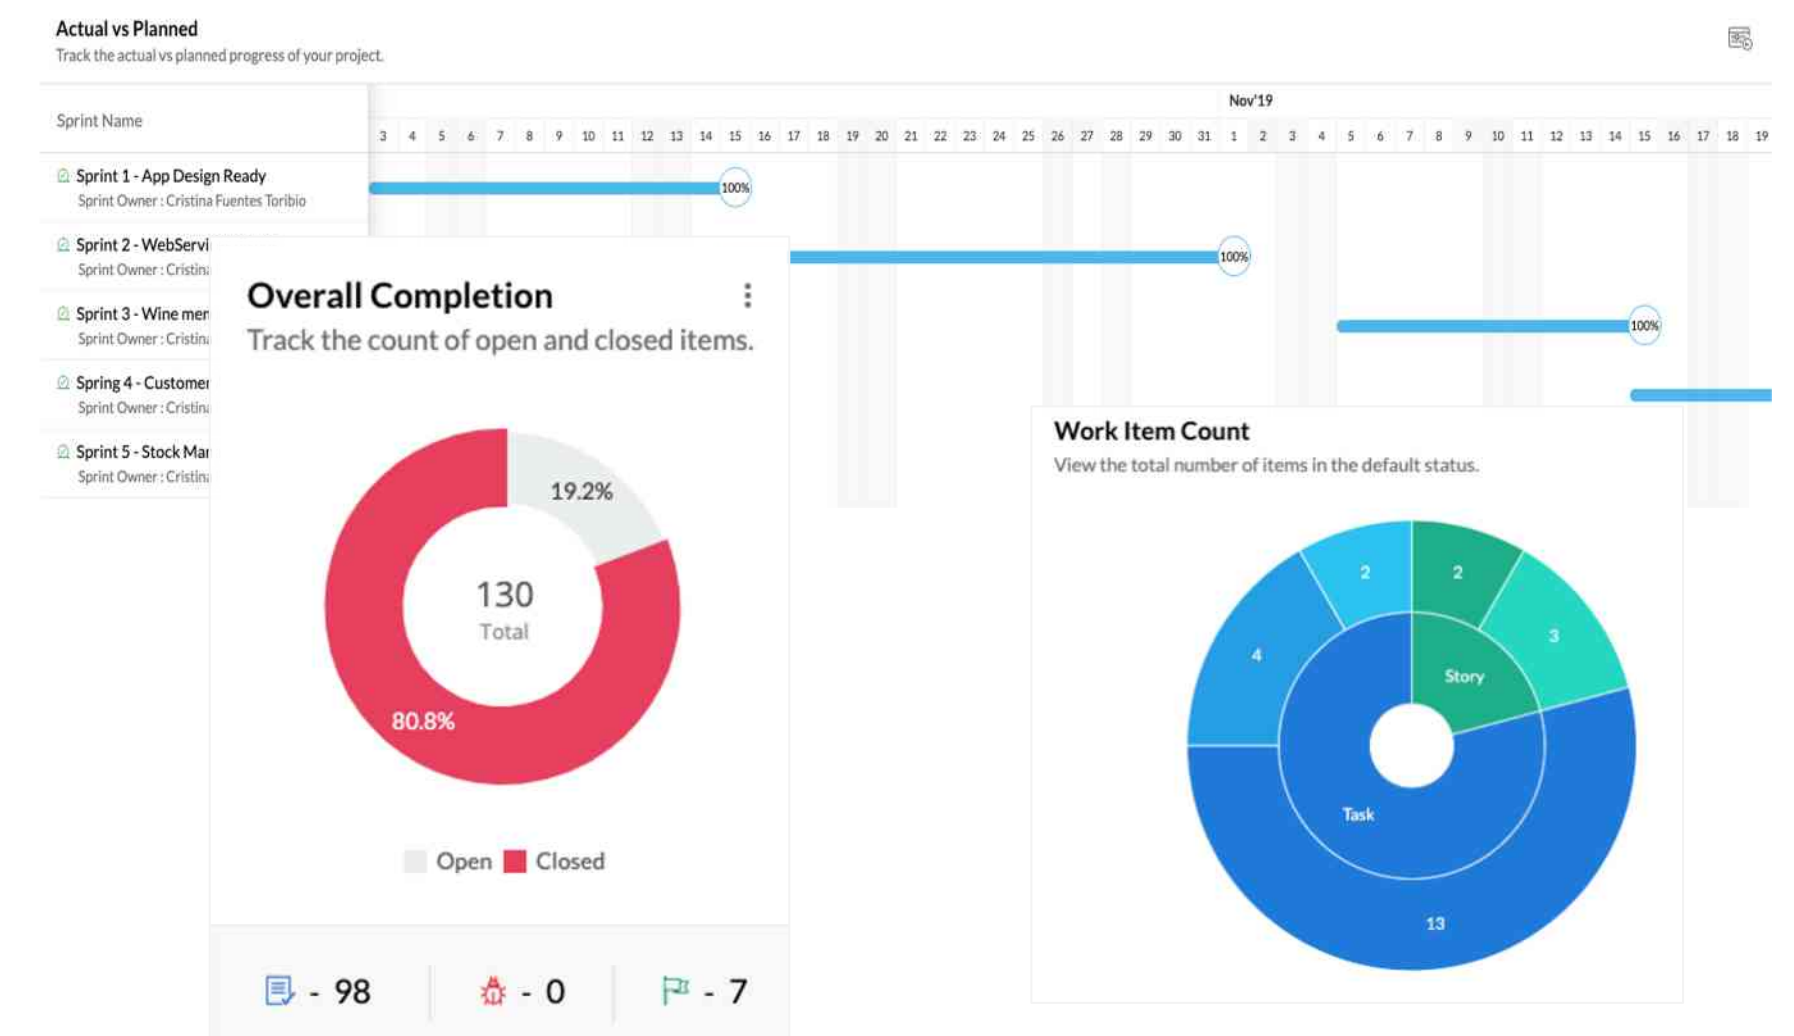 Actual vs Planned
Track the actual vs planned progress of your project.
Nov'19
Sprint Name
3 4 5 6 7 8 9 10 11 12 13 14 15 16 17 18 19 20 21 22 23 24 25 26 27 28 29 30 31 1 2 3 4 5 6 7 8 9 10 11 12 13 14 15 16 17 18 19
Sprint 1 - App Design Ready
100%
Sprint Owner : Cristina Fuentes Toribio
Sprint 2 - WebServi
100%
Sprint Owner : Cristina
Sprint 3 - Wine men
100%
Sprint Owner : Cristina
Spring 4 - Customer
Sprint Owner : Cristina
Sprint 5 - Stock Mar
Sprint Owner : Cristina
Overall Completion
Track the count of open and closed items.
19.2%
130
Total
80.8%
Open Closed
- 98 - 0 - 7
Work Item Count
View the total number of items in the default status.
2 2
4 3
Story
Task
13